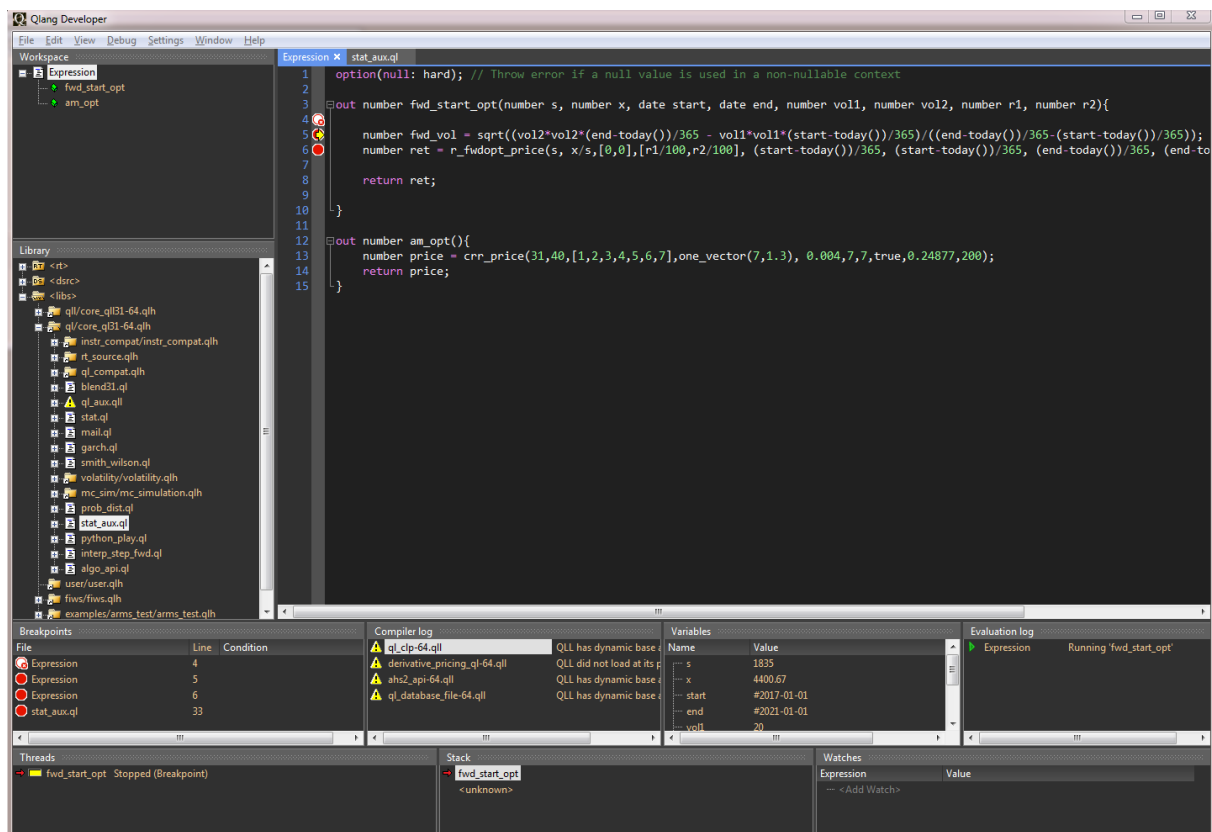 Qlang Developer
File Edit View Debug Settings Window Help
Workspace
Expression
fwd_start_opt
am_opt
Library
<rt>
<dsrc>
<libs>
qll/core_qll31-64.qlh
ql/core_ql31-64.qlh
instr_compat/instr_compat.qlh
rt_source.qlh
ql_compat.qlh
blend31.ql
ql_aux.qll
stat.ql
mail.ql
garch.ql
smith_wilson.ql
volatility/volatility.qlh
mc_sim/mc_simulation.qlh
prob_dist.ql
stat_aux.ql
python_play.ql
interp_step_fwd.ql
algo_api.ql
user/user.qlh
fiws/fiws.qlh
examples/arms_test/arms_test.qlh
Expression stat_aux.ql
1 option(null: hard); // Throw error if a null value is used in a non-nullable context
2
3 out number fwd_start_opt(number s, number x, date start, date end, number vol1, number vol2, number r1, number r2){
4
5 number fwd_vol = sqrt((vol2*vol2*(end-today())/365 - vol1*vol1*(start-today())/365)/((end-today())/365-(start-today())/365));
6 number ret = r_fwdopt_price(s, x/s,[0,0],[r1/100,r2/100], (start-today())/365, (start-today())/365, (end-today())/365, (end-to
7
8 return ret;
9
10 }
11
12 out number am_opt(){
13 number price = crr_price(31,40,[1,2,3,4,5,6,7],one_vector(7,1.3), 0.004,7,7,true,0.24877,200);
14 return price;
15 }
Breakpoints
File Line Condition
Expression 4
Expression 5
Expression 6
stat_aux.ql 33
Compiler log
ql_clp-64.qll QLL has dynamic base a
derivative_pricing_ql-64.qll QLL did not load at its p
ahs2_api-64.qll QLL has dynamic base a
ql_database_file-64.qll QLL has dynamic base a
Variables
Name Value
s 1835
x 4400.67
start #2017-01-01
end #2021-01-01
vol1 20
Evaluation log
Expression Running 'fwd_start_opt'
Threads
fwd_start_opt Stopped (Breakpoint)
Stack
fwd_start_opt
<unknown>
Watches
Expression Value
<Add Watch>